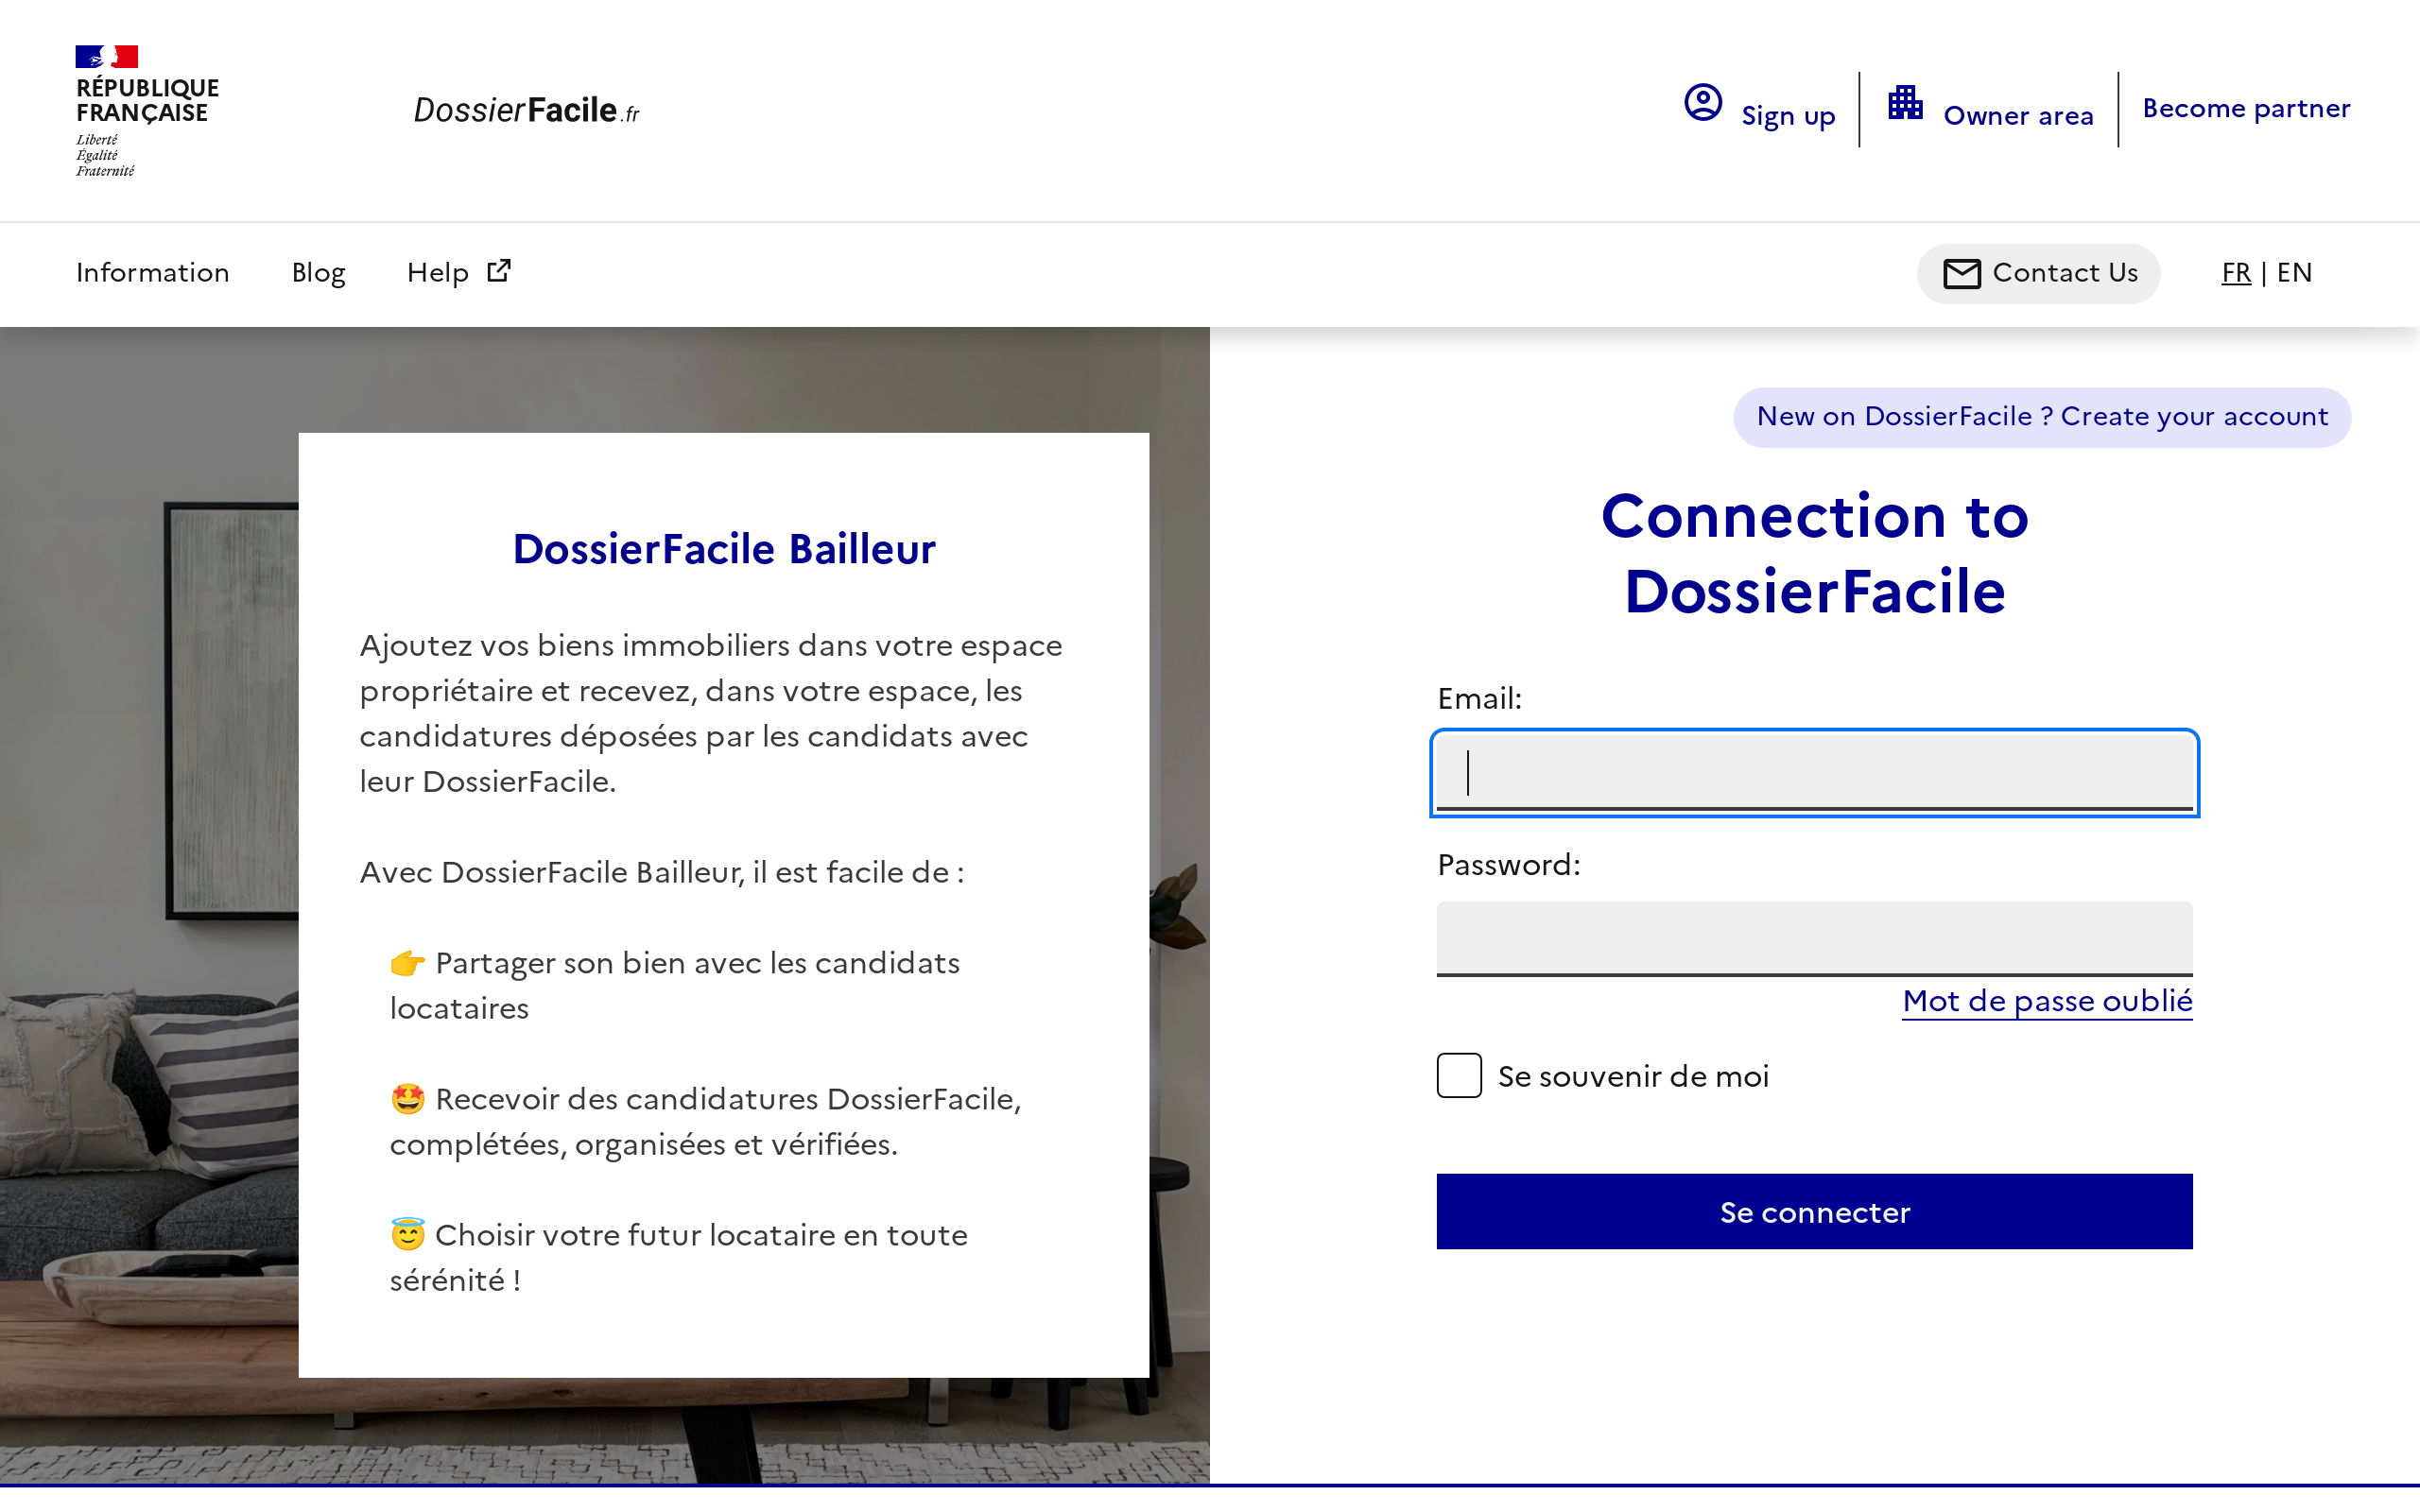 RÉPUBLIQUE
FRANÇAISE
Liberté
Égalité
Fraternité
DossierFacile.fr
Sign up
Owner area
Become partner
Information
Blog
Help
Contact Us
FR | EN
DossierFacile Bailleur
Ajoutez vos biens immobiliers dans votre espace
propriétaire et recevez, dans votre espace, les
candidatures déposées par les candidats avec
leur DossierFacile.
Avec DossierFacile Bailleur, il est facile de :
👉 Partager son bien avec les candidats
locataires
🤩 Recevoir des candidatures DossierFacile,
complétées, organisées et vérifiées.
😇 Choisir votre futur locataire en toute
sérénité !
New on DossierFacile ? Create your account
Connection to
DossierFacile
Email:
Password:
Mot de passe oublié
Se souvenir de moi
Se connecter